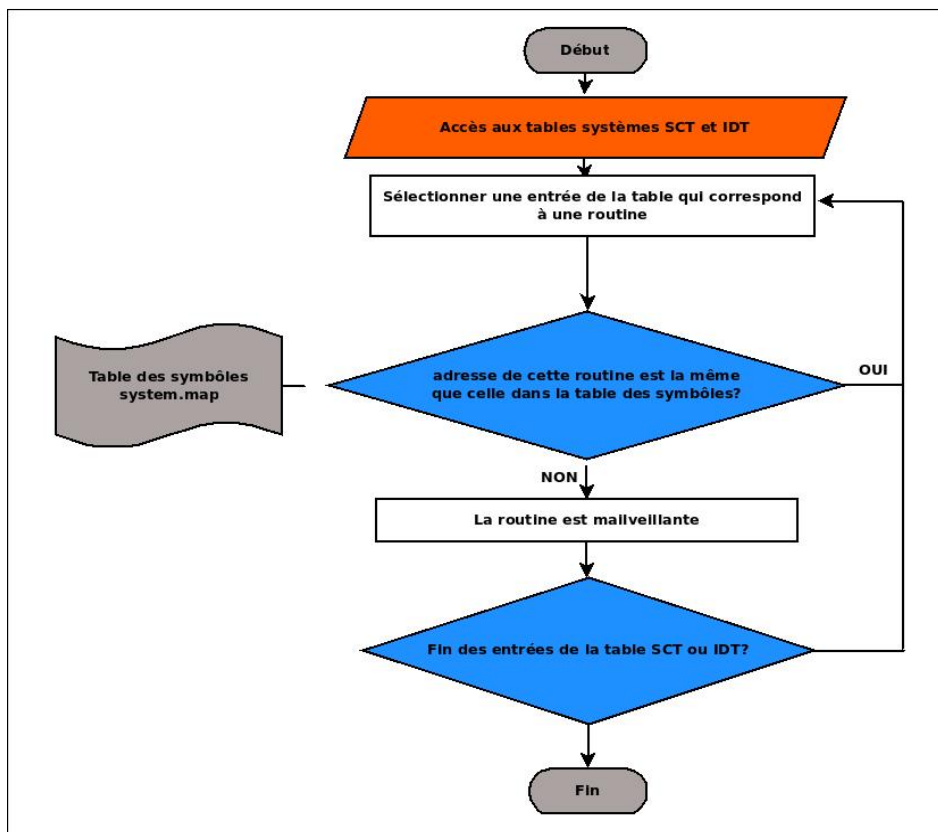 Début
Accès aux tables systèmes SCT et IDT
Sélectionner une entrée de la table qui correspond
à une routine
Table des symbôles
system.map
adresse de cette routine est la même
que celle dans la table des symbôles?
OUI
NON
La routine est mailveillante
Fin des entrées de la table SCT ou IDT?
Fin